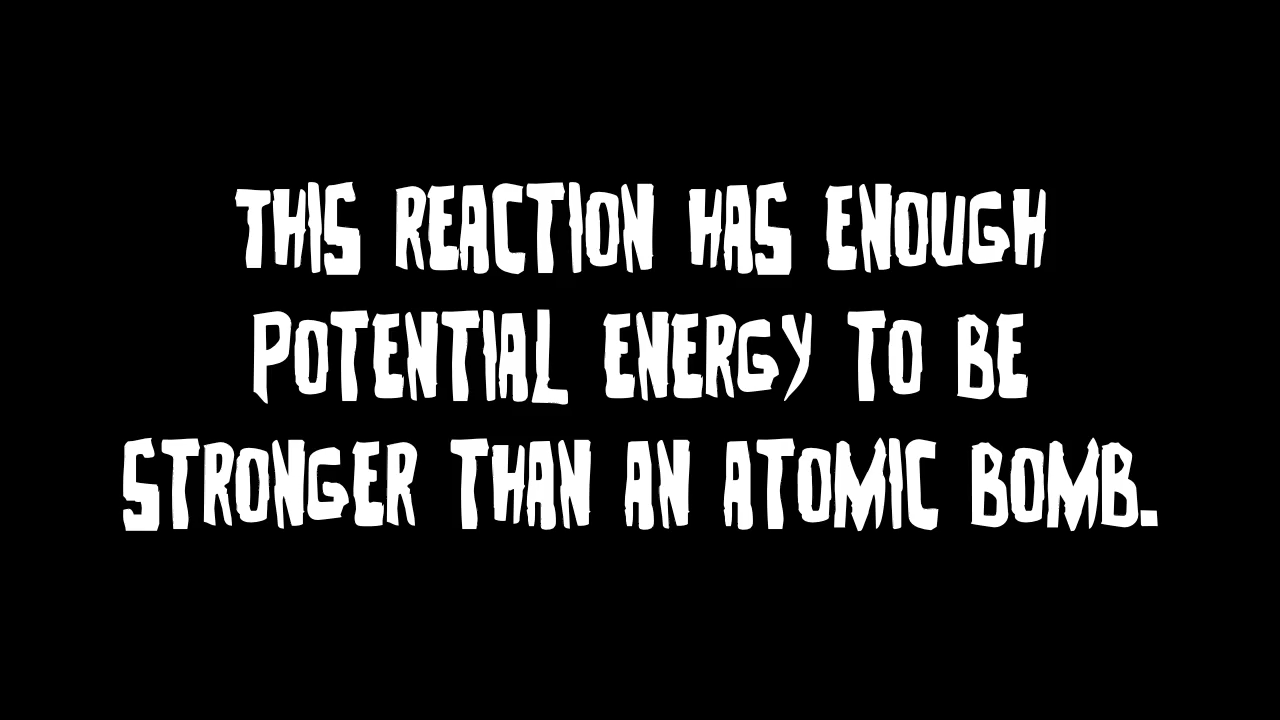 THIS REACTION HAS ENOUGH
POTENTIAL ENERGY TO BE
STRONGER THAN AN ATOMIC BOMB.